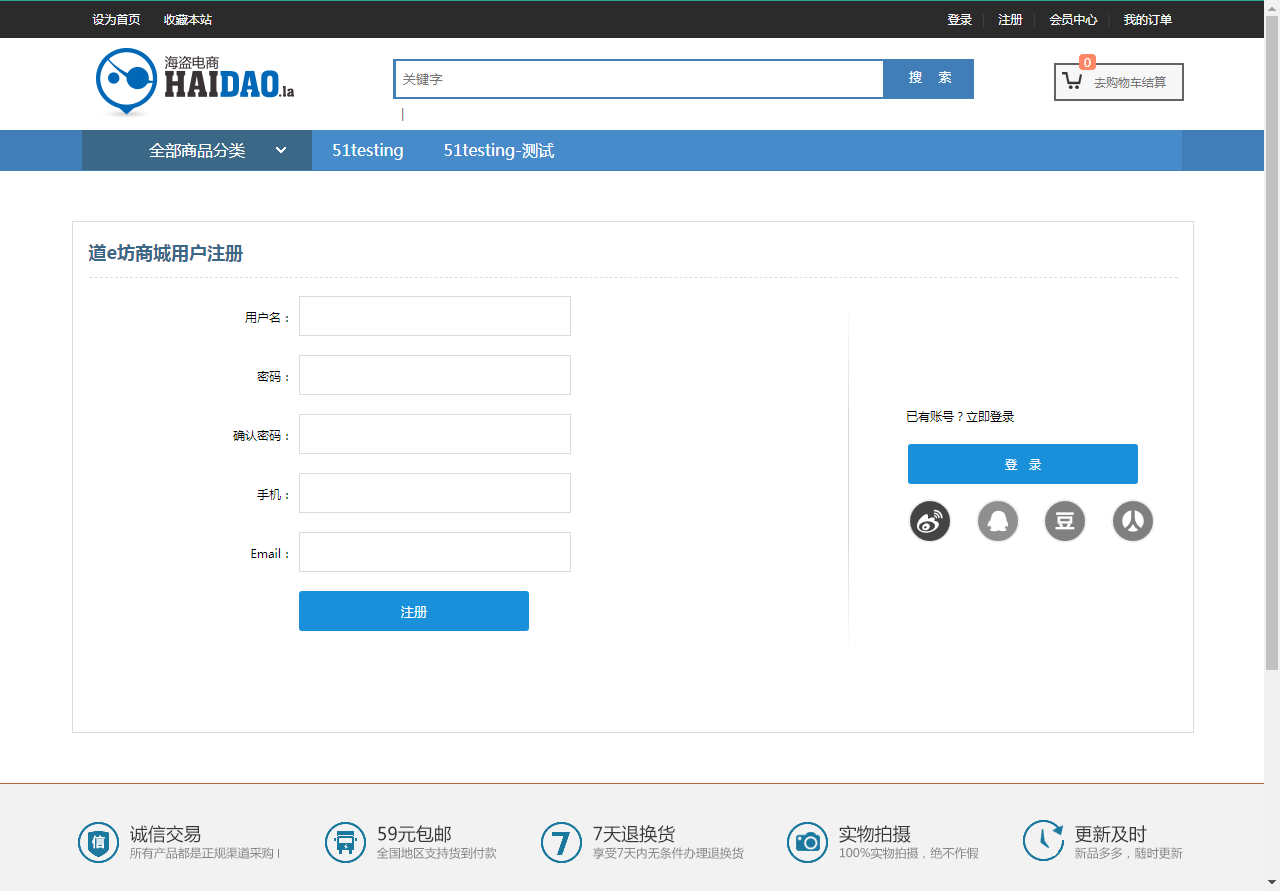 设为首页 收藏本站 登录 注册 会员中心 我的订单
海盗电商
HAIDAO.la
关键字 搜 索
0
去购物车结算
|
全部商品分类 51testing 51testing-测试
道e坊商城用户注册
用户名：
密码：
确认密码：
手机：
Email：
注册
已有账号？立即登录
登 录
豆
信 诚信交易
所有产品都是正规渠道采购！
59元包邮
全国地区支持货到付款
7 7天退换货
享受7天内无条件办理退换货
实物拍摄
100%实物拍摄，绝不作假
更新及时
新品多多，随时更新